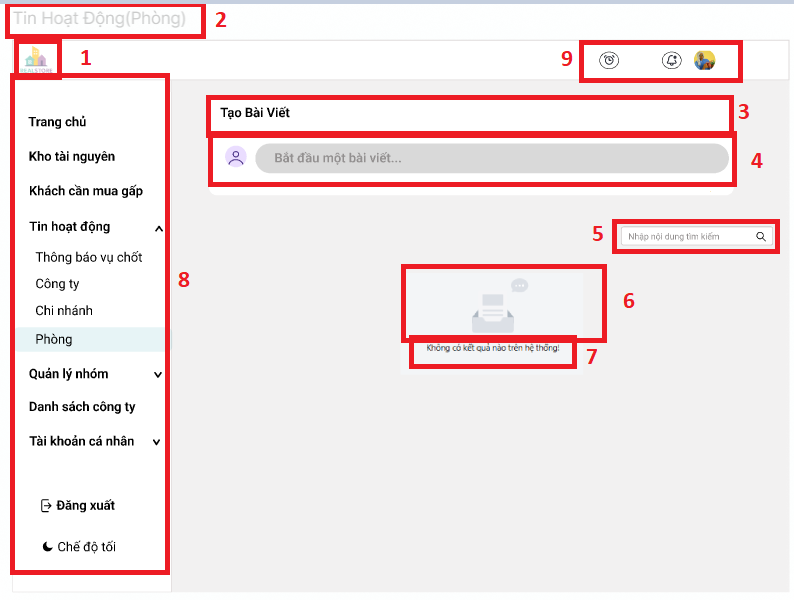 Tin Hoạt Động(Phòng)
2
REALSTORE
1
9
Tạo Bài Viết
3
Bắt đầu một bài viết...
4
Nhập nội dung tìm kiếm
5
6
Không có kết quả nào trên hệ thống!
7
Trang chủ
Kho tài nguyên
Khách cần mua gấp
Tin hoạt động
Thông báo vụ chốt
Công ty
8
Chi nhánh
Phòng
Quản lý nhóm
Danh sách công ty
Tài khoản cá nhân
Đăng xuất
Chế độ tối